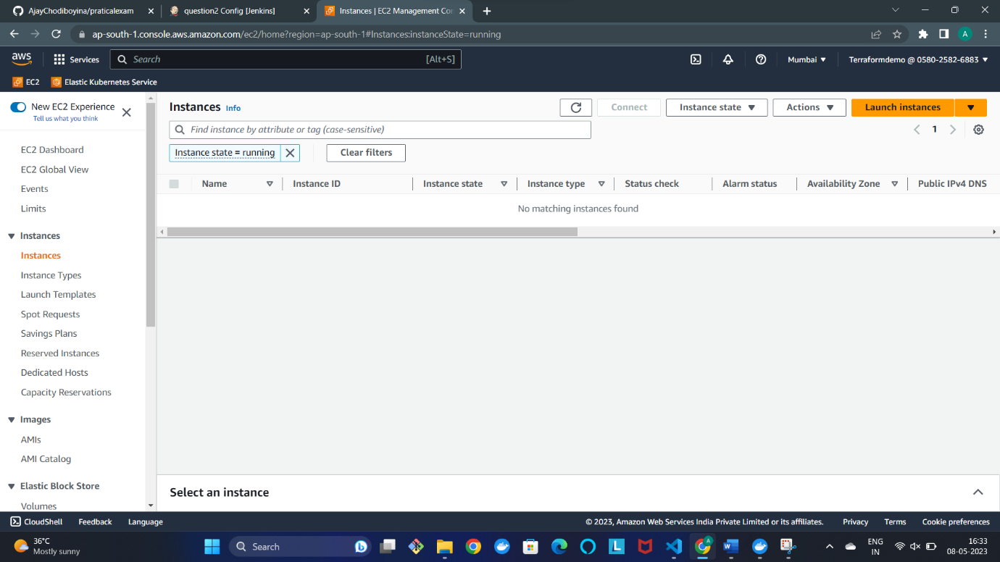 AjayChodiboyina/praticalexam
question2 Config [Jenkins]
Instances | EC2 Management Con
ap-south-1.console.aws.amazon.com/ec2/home?region=ap-south-1#Instances:instanceState=running
A
aws
Services
Search
[Alt+S]
Mumbai
Terraformdemo @ 0580-2582-6883
EC2
Elastic Kubernetes Service
New EC2 Experience
Tell us what you think
EC2 Dashboard
EC2 Global View
Events
Limits
Instances
Instances
Instance Types
Launch Templates
Spot Requests
Savings Plans
Reserved Instances
Dedicated Hosts
Capacity Reservations
Images
AMIs
AMI Catalog
Elastic Block Store
Volumes
Instances Info
Connect
Instance state
Actions
Launch instances
Find instance by attribute or tag (case-sensitive)
1
Instance state = running
Clear filters
Name
Instance ID
Instance state
Instance type
Status check
Alarm status
Availability Zone
Public IPv4 DNS
No matching instances found
Select an instance
CloudShell
Feedback
Language
© 2023, Amazon Web Services India Private Limited or its affiliates.
Privacy
Terms
Cookie preferences
36°C
Mostly sunny
Search
ENG
IN
16:33
08-05-2023